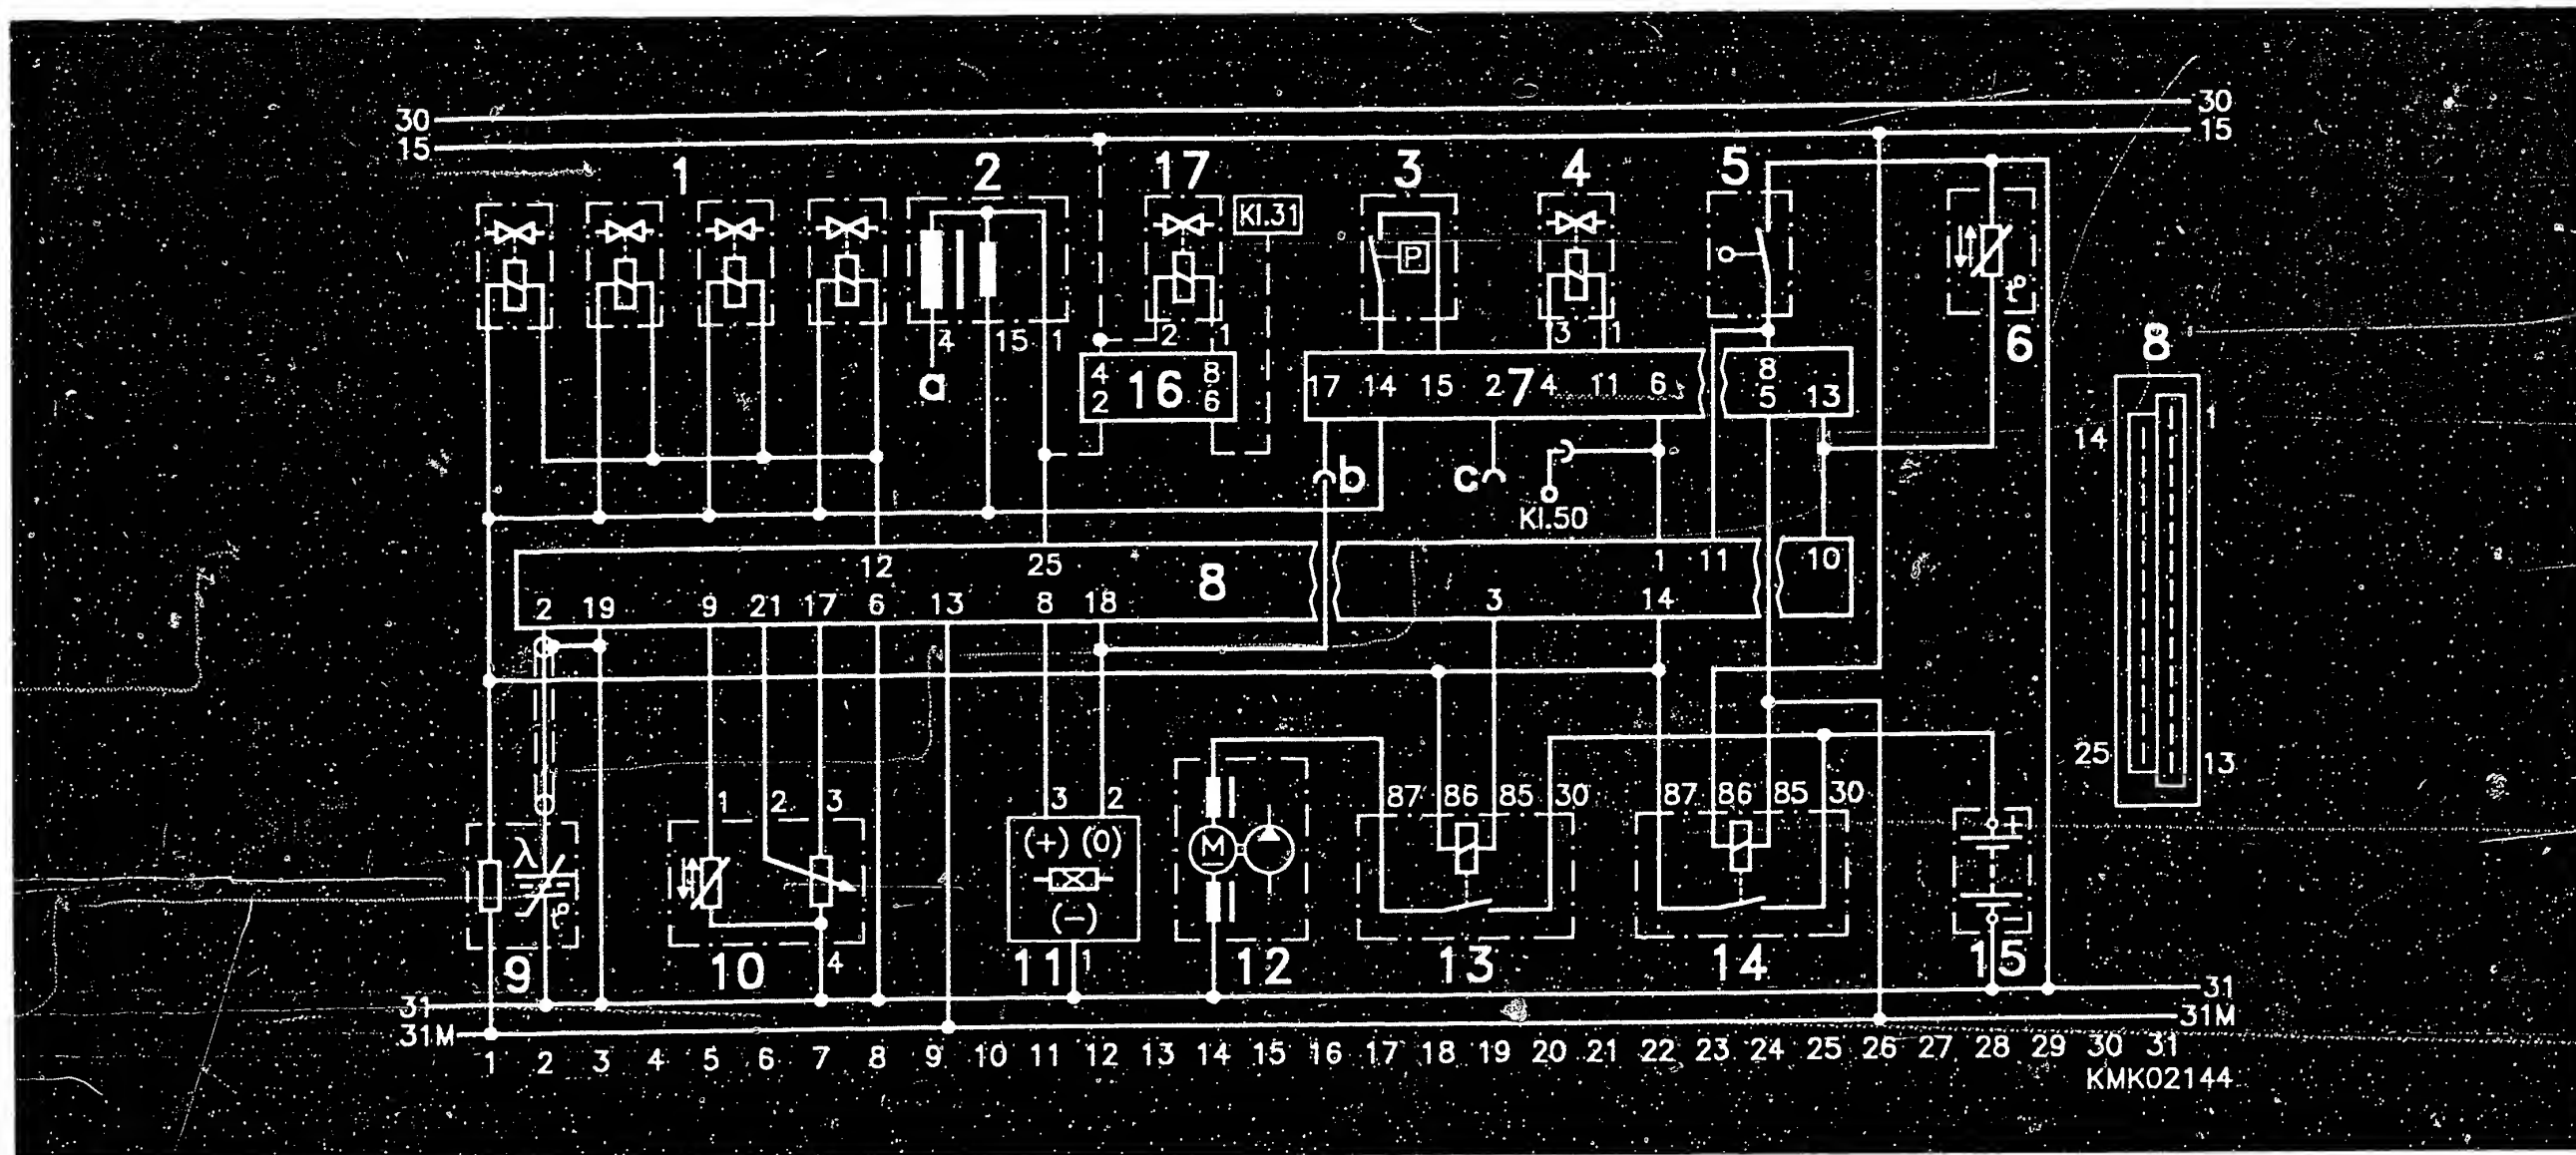 30 30
15 15
1 2 17 3 4 5
Kl.31
P
t°
4 15 1 2 1 3 1 6 8
a 4 16 8 17 14 15 2 7 4 11 6 8 13
2 6 5
14 1
b c
Kl.50
12 25 8 1 11 10
2 19 9 21 17 6 13 8 18 3 14
25 13
1 2 3 3 2 87 86 85 30 87 86 85 30
λ (+) (0) M +
t° (−) −
9 10 4 11 1 12 13 14 15
31 31
31M 31M
1 2 3 4 5 6 7 8 9 10 11 12 13 14 15 16 17 18 19 20 21 22 23 24 25 26 27 28 29 30 31
KMK02144